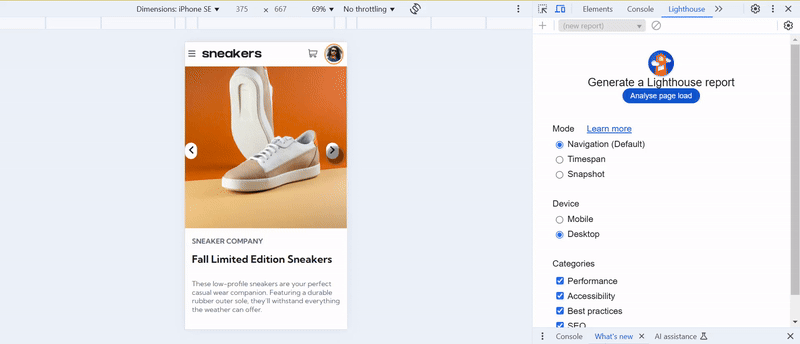 Dimensions: iPhone SE 375 × 667 69% No throttling
Elements Console Lighthouse
(new report)
sneakers
SNEAKER COMPANY
Fall Limited Edition Sneakers
These low-profile sneakers are your perfect
casual wear companion. Featuring a durable
rubber outer sole, they'll withstand everything
the weather can offer.
Generate a Lighthouse report
Analyse page load
Mode Learn more
Navigation (Default)
Timespan
Snapshot
Device
Mobile
Desktop
Categories
Performance
Accessibility
Best practices
SEO
Console What's new AI assistance